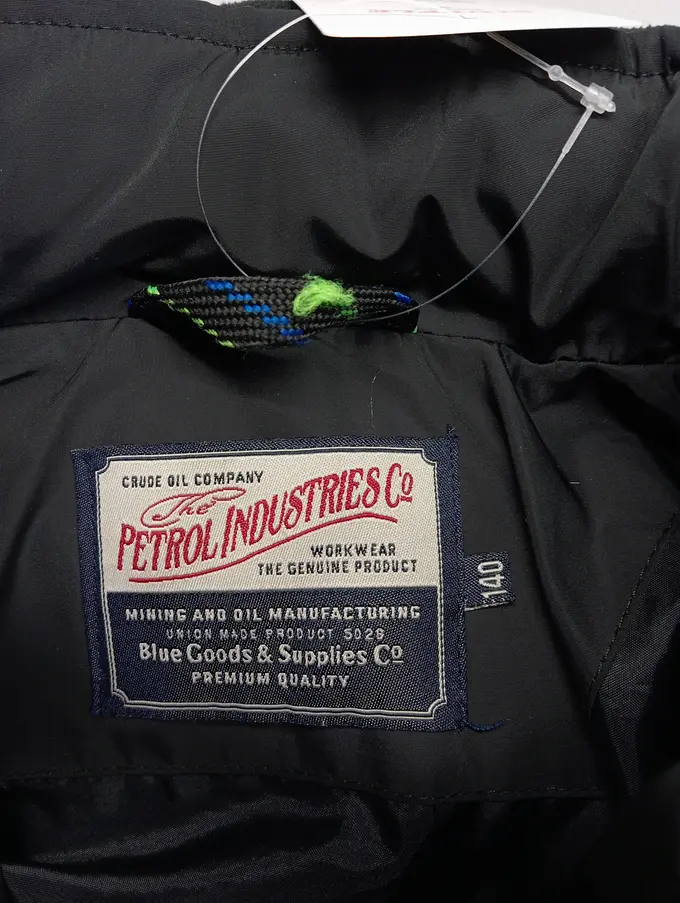 CRUDE OIL COMPANY
The
PETROL INDUSTRIES Co
WORKWEAR
THE GENUINE PRODUCT
MINING AND OIL MANUFACTURING
UNION MADE PRODUCT 5026
Blue Goods & Supplies Co
PREMIUM QUALITY
140